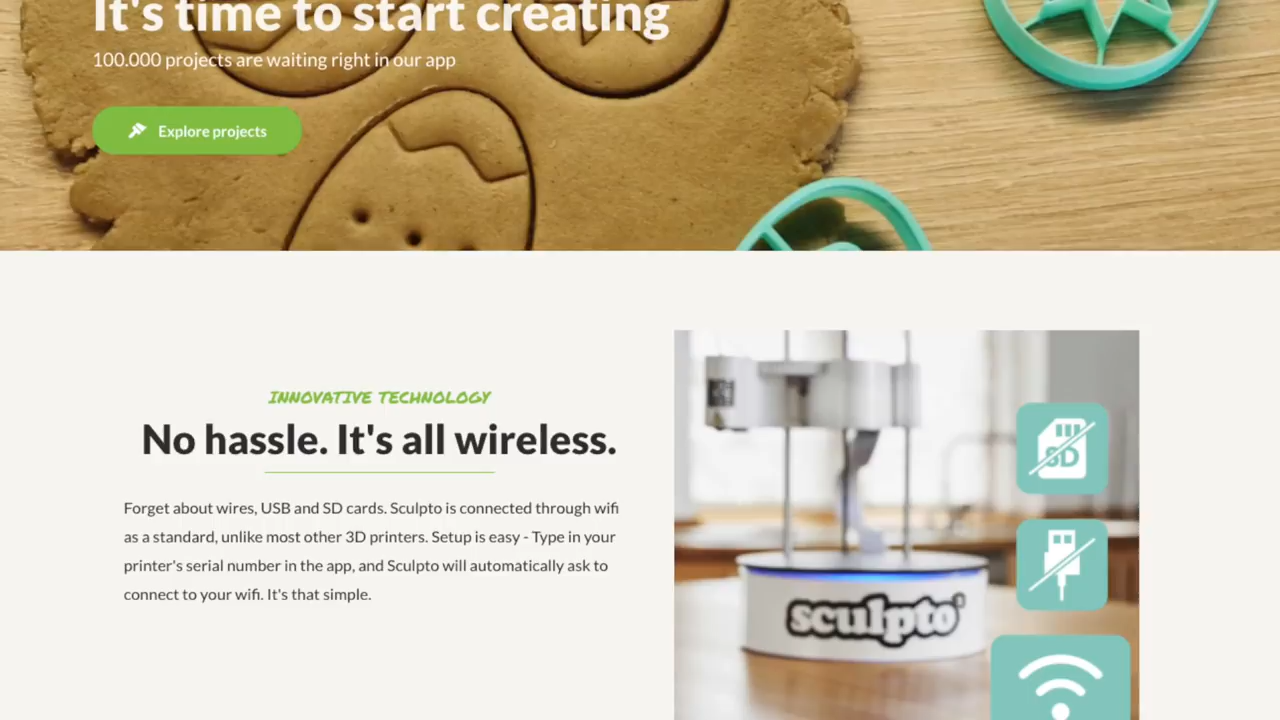 It's time to start creating
100.000 projects are waiting right in our app
Explore projects
INNOVATIVE TECHNOLOGY
No hassle. It's all wireless.
Forget about wires, USB and SD cards. Sculpto is connected through wifi
as a standard, unlike most other 3D printers. Setup is easy - Type in your
printer's serial number in the app, and Sculpto will automatically ask to
connect to your wifi. It's that simple.
SD
sculpto